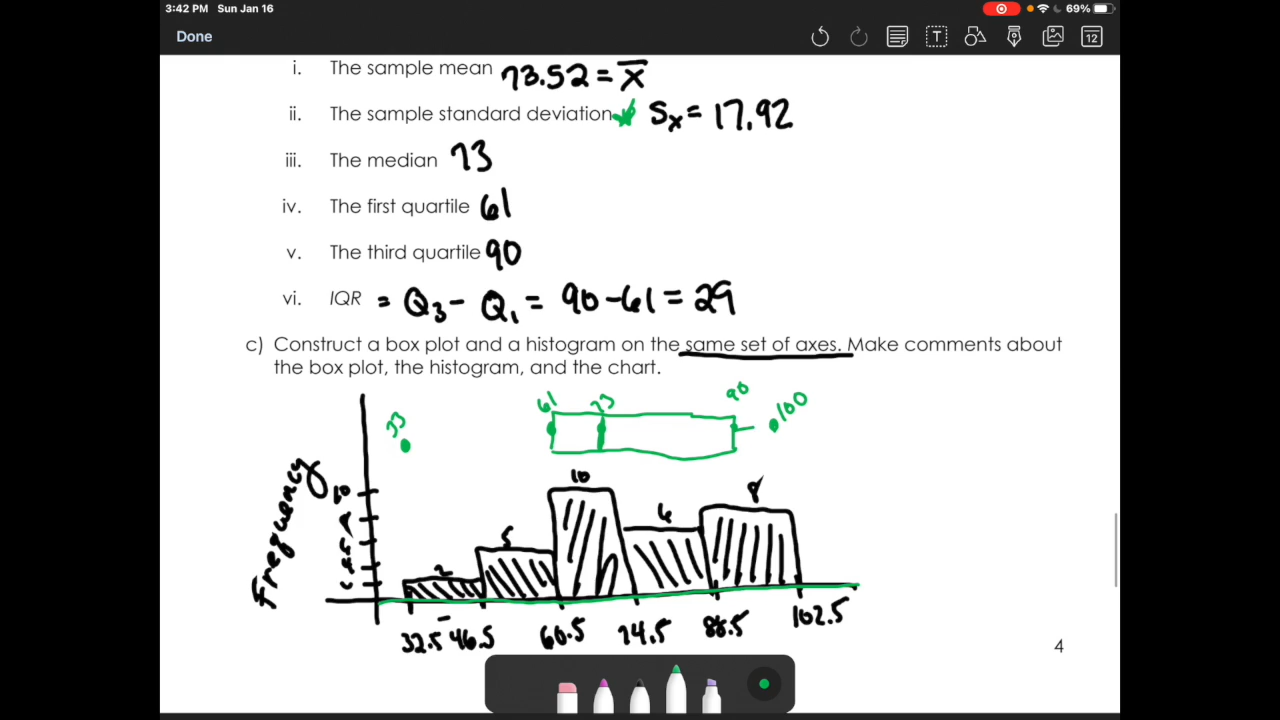 3:42 PM Sun Jan 16
69%
Done
12
i. The sample mean 73.52 = x̅
ii. The sample standard deviation Sx = 17.92
iii. The median 73
iv. The first quartile 61
v. The third quartile 90
vi. IQR = Q3 - Q1 = 90 - 61 = 29
c) Construct a box plot and a histogram on the same set of axes. Make comments about
the box plot, the histogram, and the chart.
33 61 73 90 100
Frequency
10
2 5 10 6 8
32.5 - 46.5 60.5 74.5 88.5 102.5
4